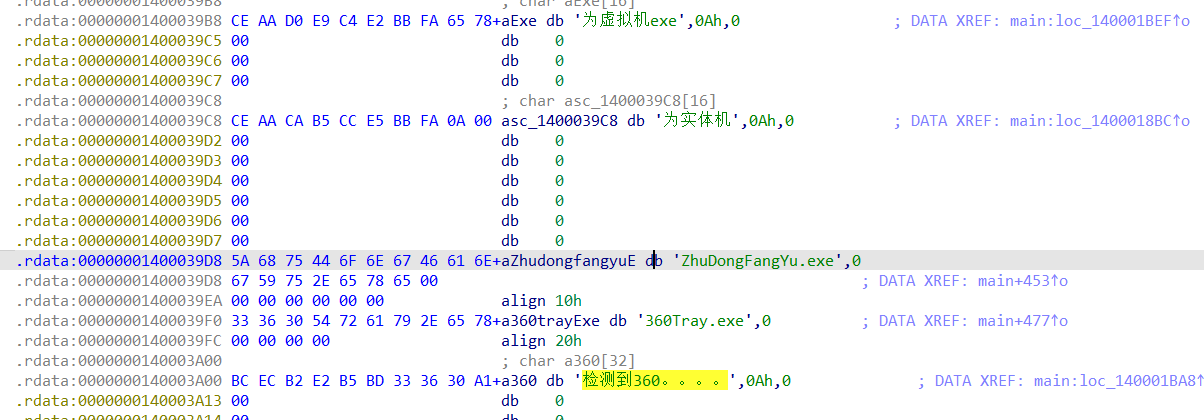 .rdata:00000001400039B8 ; char aExe[16]
.rdata:00000001400039B8 CE AA D0 E9 C4 E2 BB FA 65 78+aExe db '为虚拟机exe',0Ah,0 ; DATA XREF: main:loc_140001BEF↑o
.rdata:00000001400039C5 00 db 0
.rdata:00000001400039C6 00 db 0
.rdata:00000001400039C7 00 db 0
.rdata:00000001400039C8 ; char asc_1400039C8[16]
.rdata:00000001400039C8 CE AA CA B5 CC E5 BB FA 0A 00 asc_1400039C8 db '为实体机',0Ah,0 ; DATA XREF: main:loc_1400018BC↑o
.rdata:00000001400039D2 00 db 0
.rdata:00000001400039D3 00 db 0
.rdata:00000001400039D4 00 db 0
.rdata:00000001400039D5 00 db 0
.rdata:00000001400039D6 00 db 0
.rdata:00000001400039D7 00 db 0
.rdata:00000001400039D8 5A 68 75 44 6F 6E 67 46 61 6E+aZhudongfangyuE db 'ZhuDongFangYu.exe',0
.rdata:00000001400039D8 67 59 75 2E 65 78 65 00 ; DATA XREF: main+453↑o
.rdata:00000001400039EA 00 00 00 00 00 00 align 10h
.rdata:00000001400039F0 33 36 30 54 72 61 79 2E 65 78+a360trayExe db '360Tray.exe',0 ; DATA XREF: main+477↑o
.rdata:00000001400039FC 00 00 00 00 align 20h
.rdata:0000000140003A00 ; char a360[32]
.rdata:0000000140003A00 BC EC B2 E2 B5 BD 33 36 30 A1+a360 db '检测到360。。。。',0Ah,0 ; DATA XREF: main:loc_140001BA8↑
.rdata:0000000140003A13 00 db 0
.rdata:0000000140003A14 00 db 0